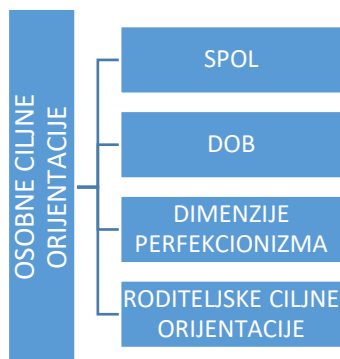 OSOBNE CILJNE
ORIJENTACIJE
SPOL
DOB
DIMENZIJE
PERFEKCIONIZMA
RODITELJSKE CILJNE
ORIJENTACIJE